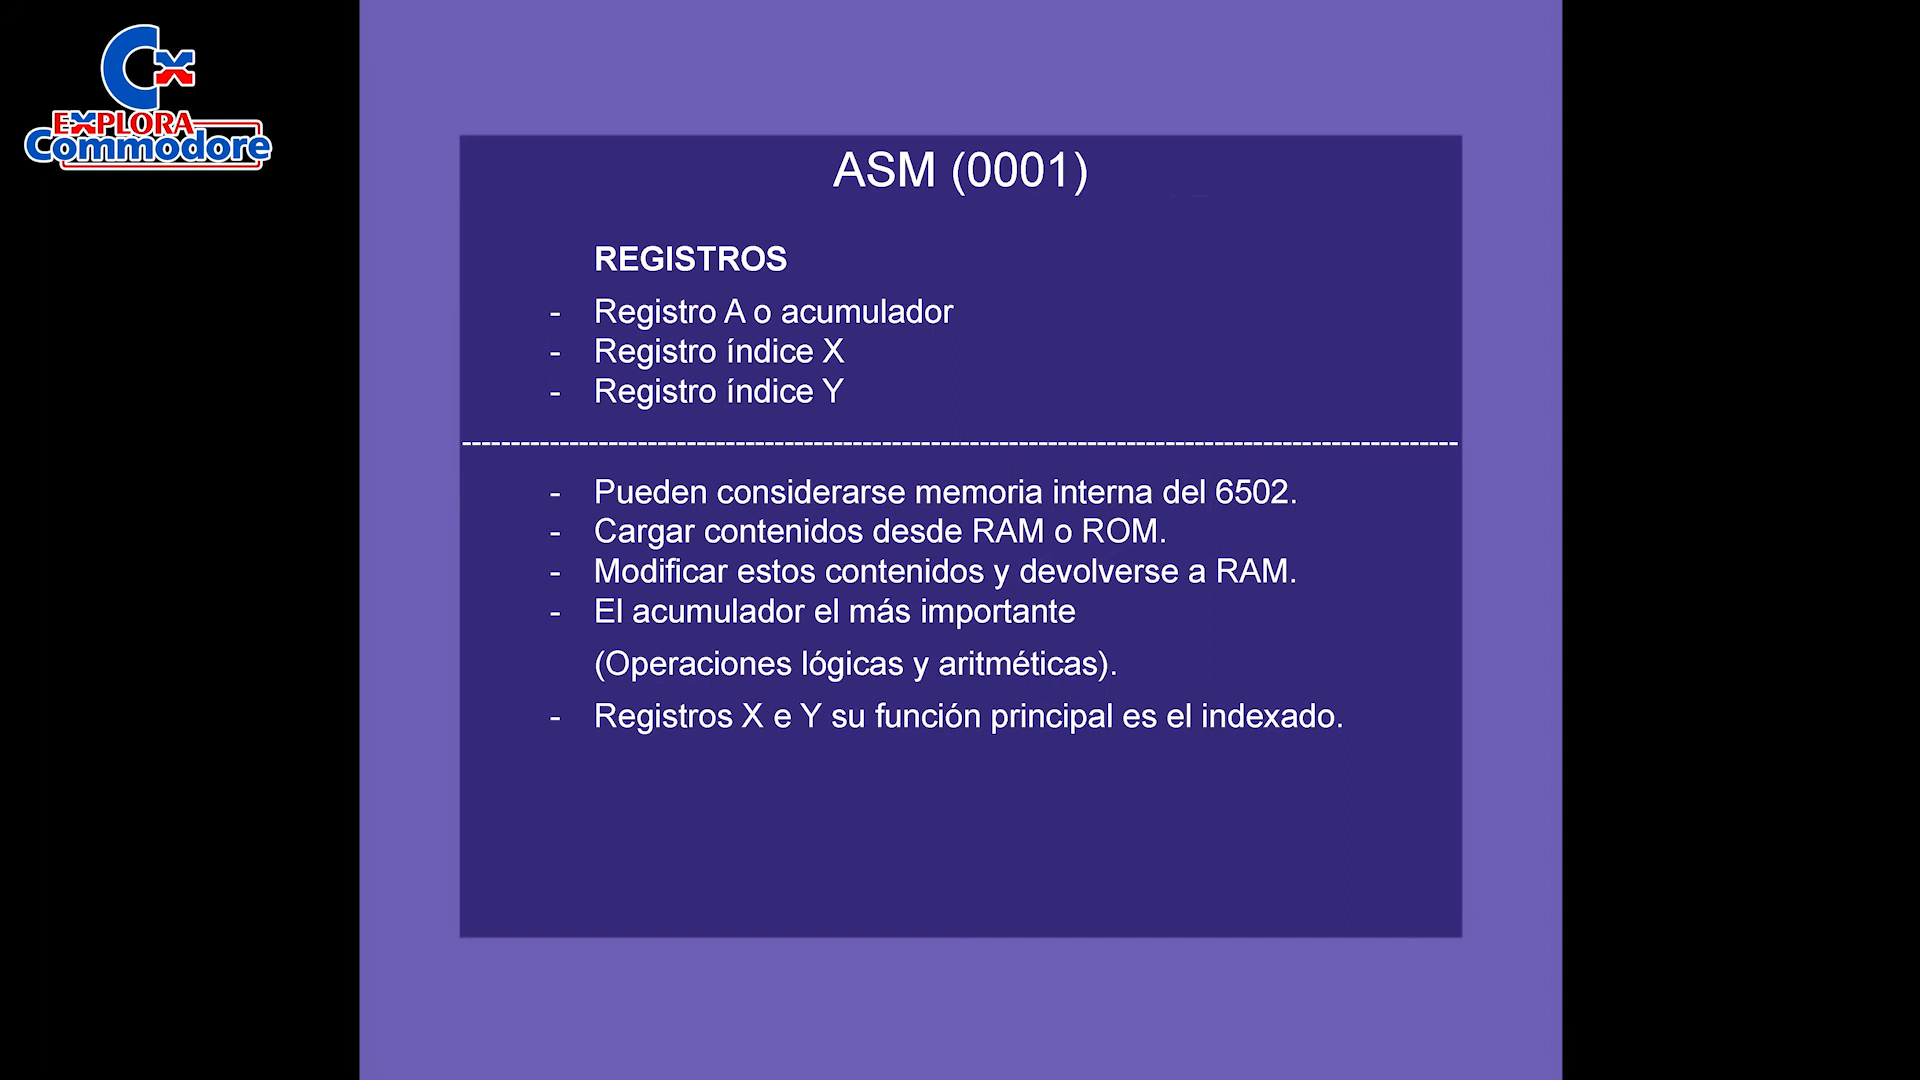 EXPLORA
Commodore
ASM (0001)
REGISTROS
- Registro A o acumulador
- Registro índice X
- Registro índice Y
- Pueden considerarse memoria interna del 6502.
- Cargar contenidos desde RAM o ROM.
- Modificar estos contenidos y devolverse a RAM.
- El acumulador el más importante
(Operaciones lógicas y aritméticas).
- Registros X e Y su función principal es el indexado.